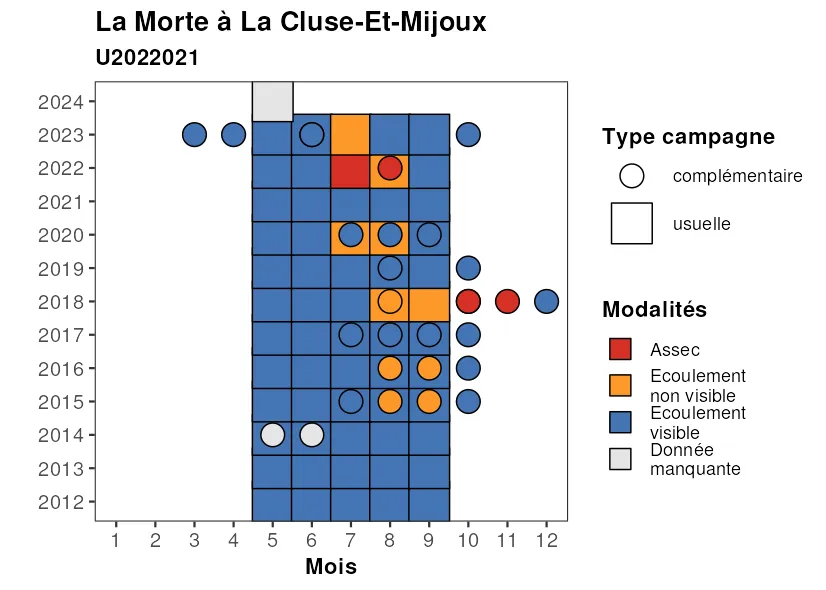 La Morte à La Cluse-Et-Mijoux
U2022021
2024
2023
2022
2021
2020
2019
2018
2017
2016
2015
2014
2013
2012
1 2 3 4 5 6 7 8 9 10 11 12
Mois
Type campagne
complémentaire
usuelle
Modalités
Assec
Ecoulement
non visible
Ecoulement
visible
Donnée
manquante